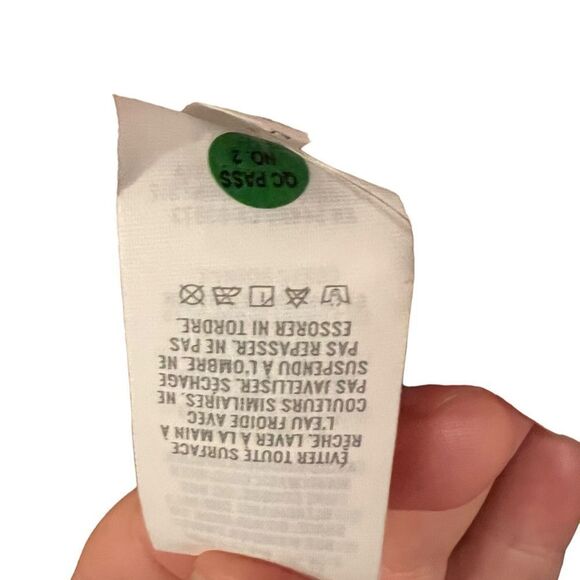 ÉVITER TOUTE SURFACE
RÊCHE. LAVER À LA MAIN À
L'EAU FROIDE AVEC
COULEURS SIMILAIRES. NE
PAS JAVELLISER. SÉCHAGE
SUSPENDU À L'OMBRE. NE
PAS REPASSER. NE PAS
ESSORER NI TORDRE.
QC PASS
NO. 2